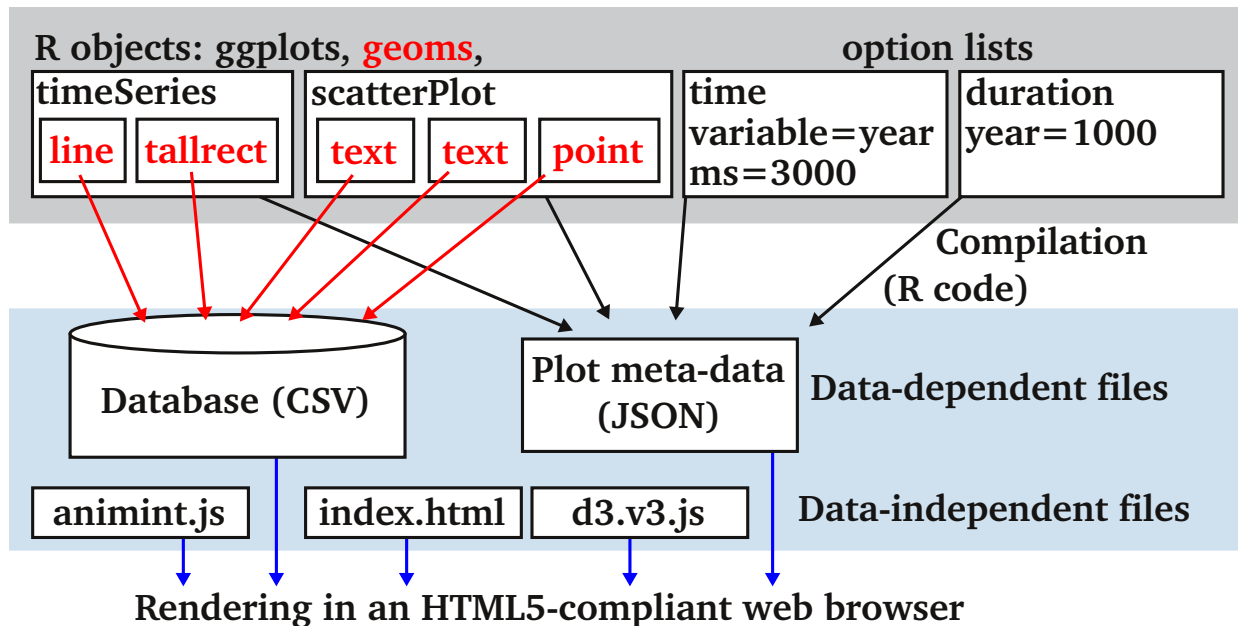 R objects: ggplots, geoms, option lists
timeSeries
line tallrect
scatterPlot
text text point
time
variable=year
ms=3000
duration
year=1000
Compilation
(R code)
Database (CSV)
Plot meta-data
(JSON)
Data-dependent files
animint.js index.html d3.v3.js Data-independent files
Rendering in an HTML5-compliant web browser